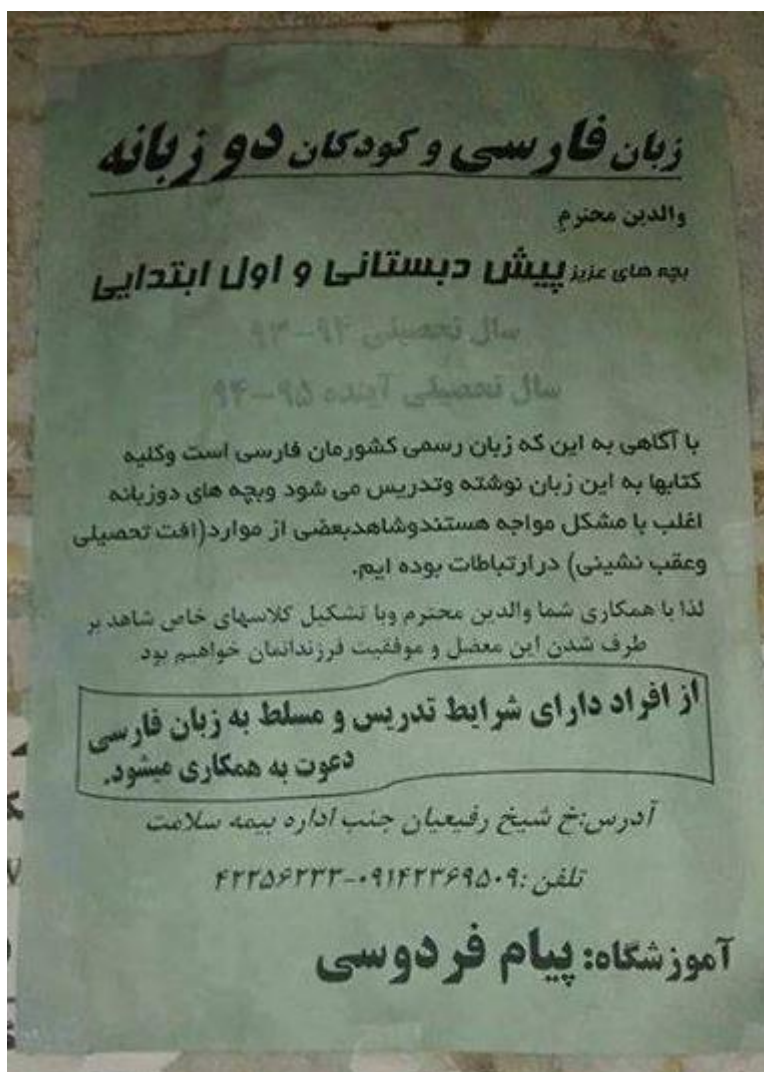 زبان فارسی و کودکان دو زبانه
والدین محترم
بچه های عزیز پیش دبستانی و اول ابتدایی
سال تحصیلی ۹۴-۹۳
سال تحصیلی آینده ۹۵-۹۴
با آگاهی به این که زبان رسمی کشورمان فارسی است وکلیه
کتابها به این زبان نوشته وتدریس می شود وبچه های دوزبانه
اغلب با مشکل مواجه هستندوشاهدبعضی از موارد(افت تحصیلی
وعقب نشینی) درارتباطات بوده ایم.
لذا با همکاری شما والدین محترم وبا تشکیل کلاسهای خاص شاهد بر
طرف شدن این معضل و موفقیت فرزندانمان خواهیم بود
از افراد دارای شرایط تدریس و مسلط به زبان فارسی
دعوت به همکاری میشود.
آدرس:خ شیخ رفیعیان جنب اداره بیمه سلامت
تلفن :۰۹۱۴۲۳۶۹۵۰۹-۴۲۲۵۶۲۳۳
آموزشگاه: پیام فردوسی